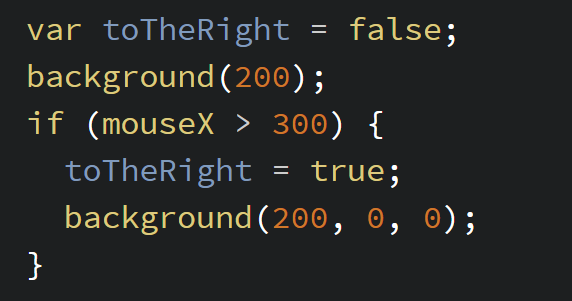 var toTheRight = false;
background(200);
if (mouseX > 300) {
  toTheRight = true;
  background(200, 0, 0);
}